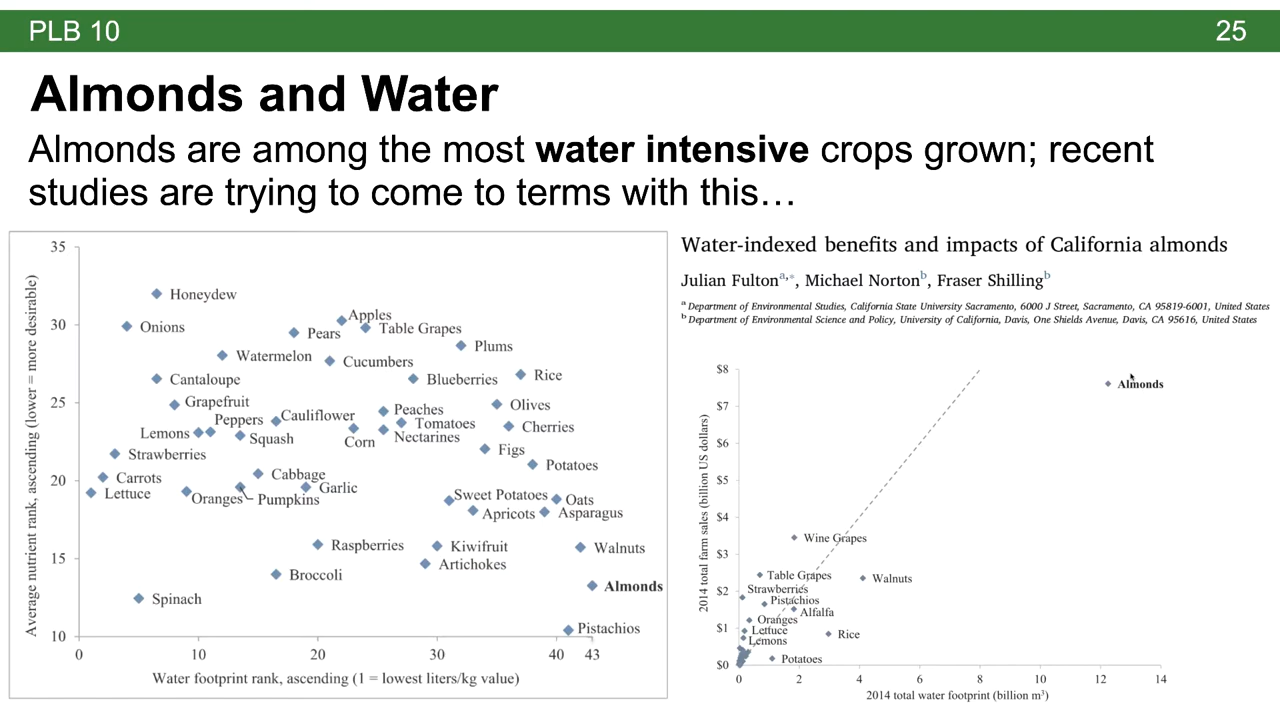 PLB 10
25
Almonds and Water
Almonds are among the most water intensive crops grown; recent
studies are trying to come to terms with this…
Average nutrient rank, ascending (lower = more desirable)
35
30
25
20
15
10
Honeydew
Onions
Apples
Pears
Table Grapes
Plums
Watermelon
Cucumbers
Cantaloupe
Blueberries
Rice
Grapefruit
Peppers
Cauliflower
Peaches
Olives
Lemons
Squash
Corn
Tomatoes
Nectarines
Cherries
Strawberries
Figs
Carrots
Cabbage
Potatoes
Lettuce
Oranges
Pumpkins
Garlic
Sweet Potatoes
Oats
Apricots
Asparagus
Raspberries
Kiwifruit
Walnuts
Broccoli
Artichokes
Almonds
Spinach
Pistachios
0
10
20
30
40
43
Water footprint rank, ascending (1 = lowest liters/kg value)
Water-indexed benefits and impacts of California almonds
Julian Fulton a,*, Michael Norton b, Fraser Shilling b
a Department of Environmental Studies, California State University Sacramento, 6000 J Street, Sacramento, CA 95819-6001, United States
b Department of Environmental Science and Policy, University of California, Davis, One Shields Avenue, Davis, CA 95616, United States
2014 total farm sales (billion US dollars)
$8
$7
$6
$5
$4
$3
$2
$1
$0
Almonds
Wine Grapes
Table Grapes
Walnuts
Strawberries
Pistachios
Alfalfa
Oranges
Lettuce
Rice
Lemons
Potatoes
0
2
4
6
8
10
12
14
2014 total water footprint (billion m³)